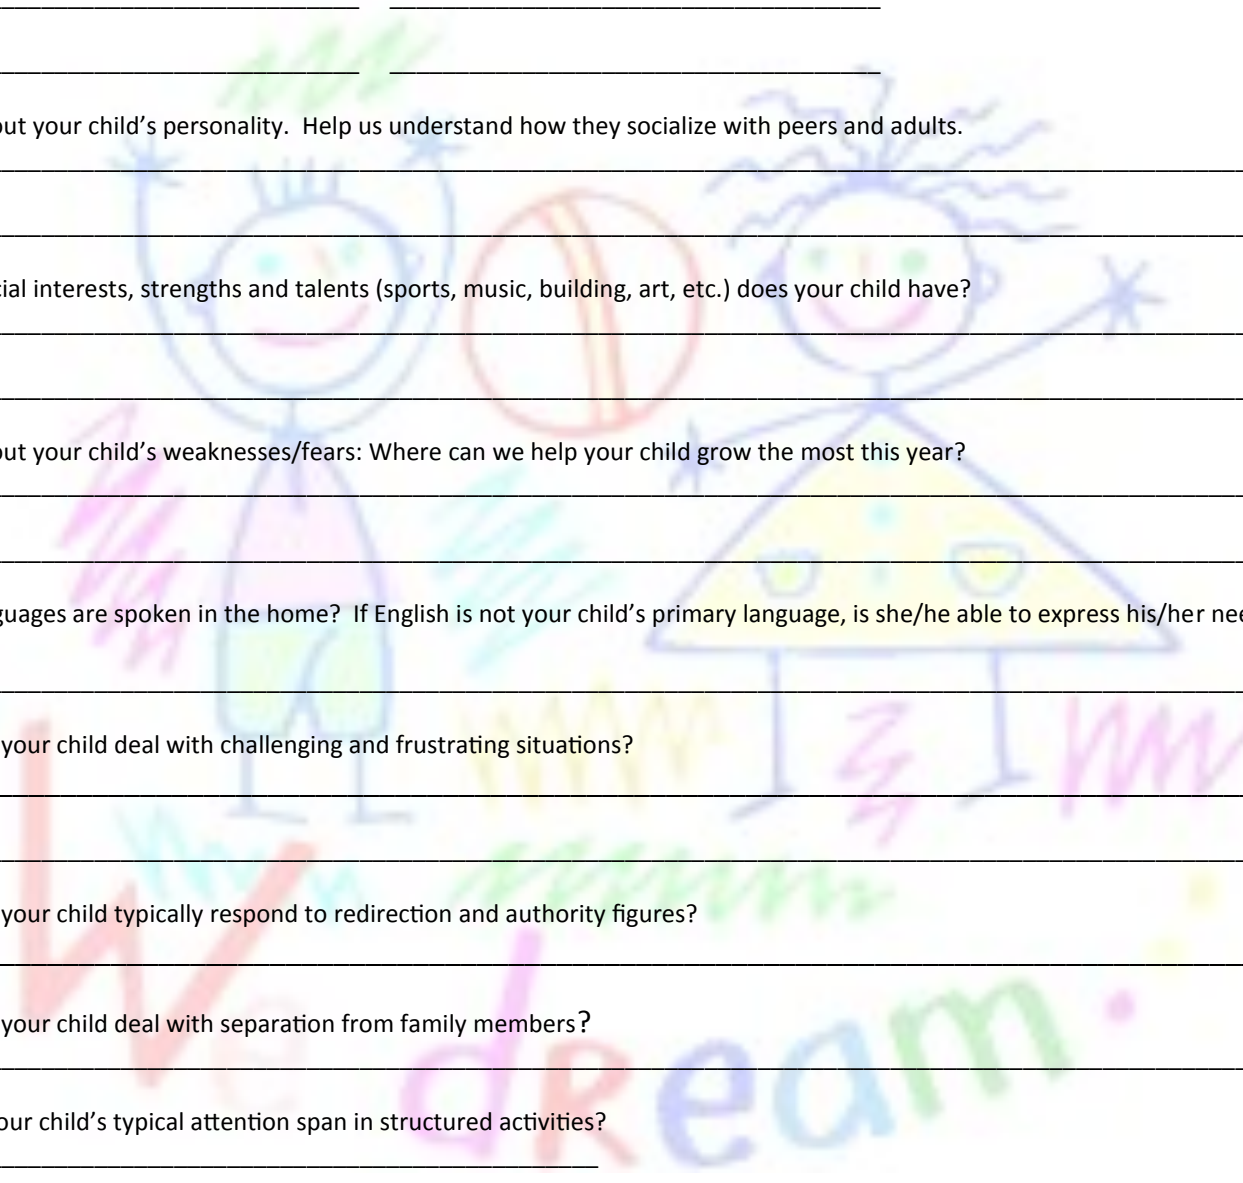 out your child’s personality.  Help us understand how they socialize with peers and adults.
cial interests, strengths and talents (sports, music, building, art, etc.) does your child have?
out your child’s weaknesses/fears: Where can we help your child grow the most this year?
guages are spoken in the home?  If English is not your child’s primary language, is she/he able to express his/her nee
your child deal with challenging and frustrating situations?
your child typically respond to redirection and authority figures?
your child deal with separation from family members?
our child’s typical attention span in structured activities?
We dream.